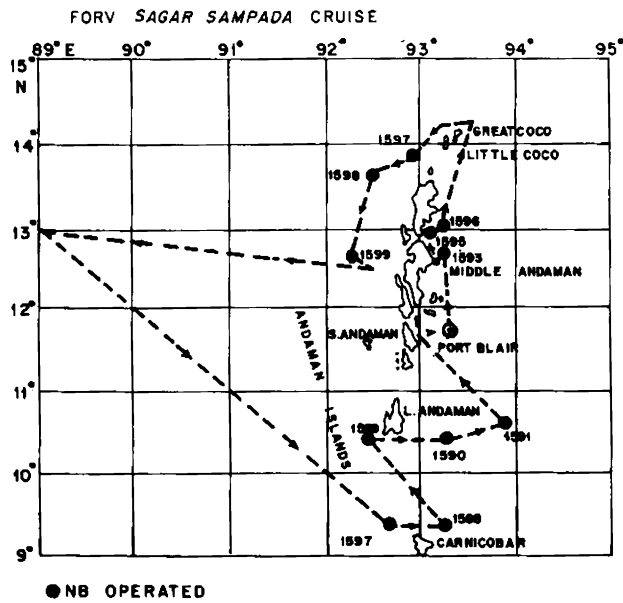 FORV SAGAR SAMPADA CRUISE
89°E 90° 91° 92° 93° 94° 95°
15°
N
14°
13°
12°
11°
10°
9°
1597
GREAT COCO
LITTLE COCO
1598
1596
1595
1599
1593
MIDDLE ANDAMAN
ANDAMAN
S.ANDAMAN
PORT BLAIR
ISLANDS
L.ANDAMAN
1590
1591
1597
1588
CARNICOBAR
NB OPERATED